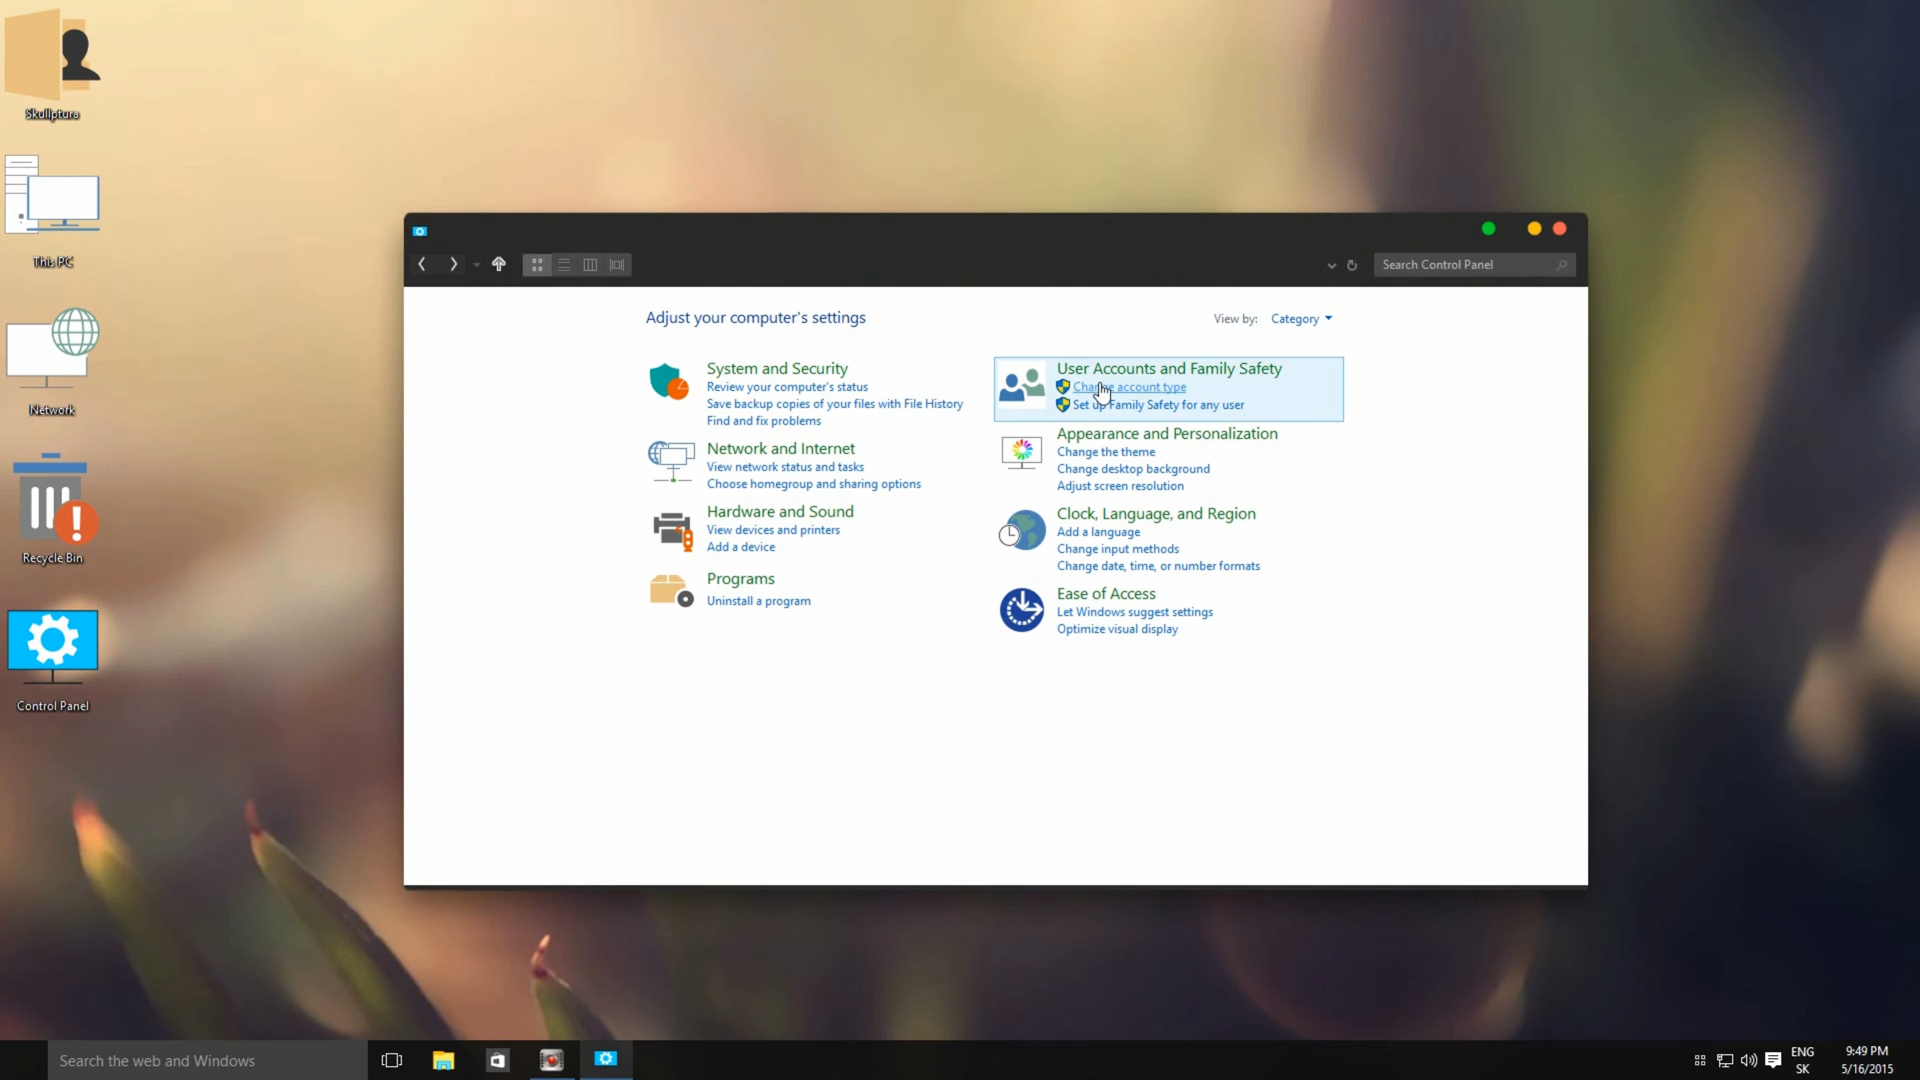 Skullptura
This PC
Network
Recycle Bin
Control Panel
Search Control Panel
Adjust your computer's settings
View by: Category
System and Security
Review your computer's status
Save backup copies of your files with File History
Find and fix problems
Network and Internet
View network status and tasks
Choose homegroup and sharing options
Hardware and Sound
View devices and printers
Add a device
Programs
Uninstall a program
User Accounts and Family Safety
Change account type
Set up Family Safety for any user
Appearance and Personalization
Change the theme
Change desktop background
Adjust screen resolution
Clock, Language, and Region
Add a language
Change input methods
Change date, time, or number formats
Ease of Access
Let Windows suggest settings
Optimize visual display
Search the web and Windows
ENG
SK
9:49 PM
5/16/2015